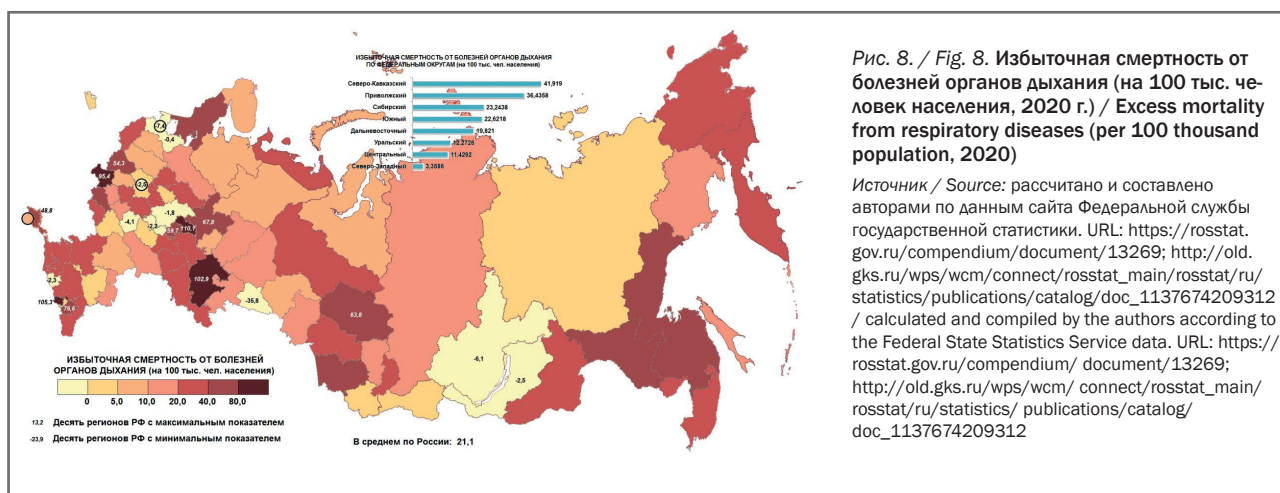 ИЗБЫТОЧНАЯ СМЕРТНОСТЬ ОТ БОЛЕЗНЕЙ ОРГАНОВ ДЫХАНИЯ
ПО ФЕДЕРАЛЬНЫМ ОКРУГАМ (на 100 тыс. чел. населения)
Северо-Кавказский 41,919
Приволжский 36,4358
Сибирский 23,2438
Южный 22,6218
Дальневосточный 19,821
Уральский 12,2726
Центральный 11,4292
Северо-Западный 3,3586
-7,4
-0,4
54,3
95,4
-2,5
48,8
-1,8
67,8
-4,1
-2,2
59,7
110,7
-2,3
102,9
105,3
76,6
-35,8
63,8
-6,1
-2,5
ИЗБЫТОЧНАЯ СМЕРТНОСТЬ ОТ БОЛЕЗНЕЙ
ОРГАНОВ ДЫХАНИЯ (на 100 тыс. чел. населения)
0 5,0 10,0 20,0 40,0 80,0
13,2 Десять регионов РФ с максимальным показателем
-23,9 Десять регионов РФ с минимальным показателем
В среднем по России: 21,1
Рис. 8. / Fig. 8. Избыточная смертность от
болезней органов дыхания (на 100 тыс. че-
ловек населения, 2020 г.) / Excess mortality
from respiratory diseases (per 100 thousand
population, 2020)
Источник / Source: рассчитано и составлено
авторами по данным сайта Федеральной службы
государственной статистики. URL: https://rosstat.
gov.ru/compendium/document/13269; http://old.
gks.ru/wps/wcm/connect/rosstat_main/rosstat/ru/
statistics/publications/catalog/doc_1137674209312
/ calculated and compiled by the authors according to
the Federal State Statistics Service data. URL: https://
rosstat.gov.ru/compendium/ document/13269;
http://old.gks.ru/wps/wcm/ connect/rosstat_main/
rosstat/ru/statistics/ publications/catalog/
doc_1137674209312